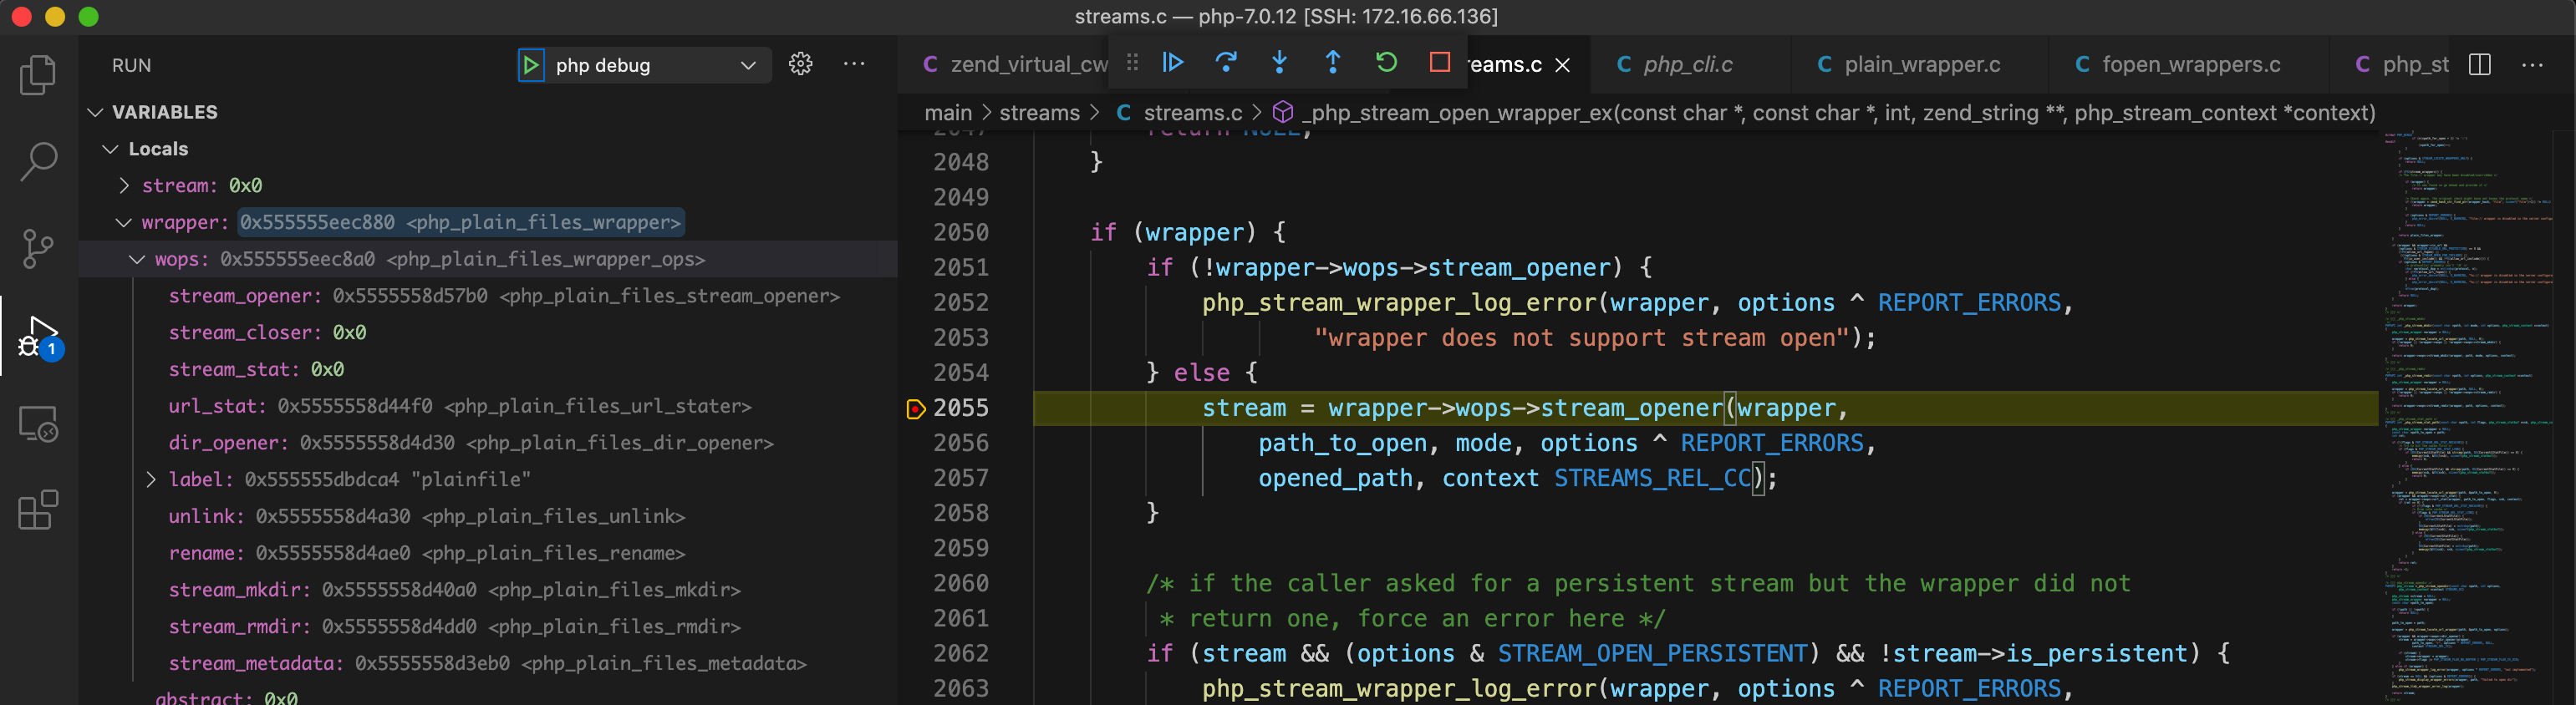 streams.c — php-7.0.12 [SSH: 172.16.66.136]
RUN
php debug
zend_virtual_cw
reams.c
php_cli.c
plain_wrapper.c
fopen_wrappers.c
php_st
VARIABLES
main > streams > C streams.c > _php_stream_open_wrapper_ex(const char *, const char *, int, zend_string **, php_stream_context *context)
Locals
stream: 0x0
wrapper: 0x555555eec880 <php_plain_files_wrapper>
wops: 0x555555eec8a0 <php_plain_files_wrapper_ops>
stream_opener: 0x5555558d57b0 <php_plain_files_stream_opener>
stream_closer: 0x0
stream_stat: 0x0
url_stat: 0x5555558d44f0 <php_plain_files_url_stater>
dir_opener: 0x5555558d4d30 <php_plain_files_dir_opener>
label: 0x555555dbdca4 "plainfile"
unlink: 0x5555558d4a30 <php_plain_files_unlink>
rename: 0x5555558d4ae0 <php_plain_files_rename>
stream_mkdir: 0x5555558d40a0 <php_plain_files_mkdir>
stream_rmdir: 0x5555558d4dd0 <php_plain_files_rmdir>
stream_metadata: 0x5555558d3eb0 <php_plain_files_metadata>
abstract: 0x0
1
2047 return NULL;
2048 }
2049
2050 if (wrapper) {
2051 if (!wrapper->wops->stream_opener) {
2052 php_stream_wrapper_log_error(wrapper, options ^ REPORT_ERRORS,
2053 "wrapper does not support stream open");
2054 } else {
2055 stream = wrapper->wops->stream_opener(wrapper,
2056 path_to_open, mode, options ^ REPORT_ERRORS,
2057 opened_path, context STREAMS_REL_CC);
2058 }
2059
2060 /* if the caller asked for a persistent stream but the wrapper did not
2061 * return one, force an error here */
2062 if (stream && (options & STREAM_OPEN_PERSISTENT) && !stream->is_persistent) {
2063 php_stream_wrapper_log_error(wrapper, options ^ REPORT_ERRORS,